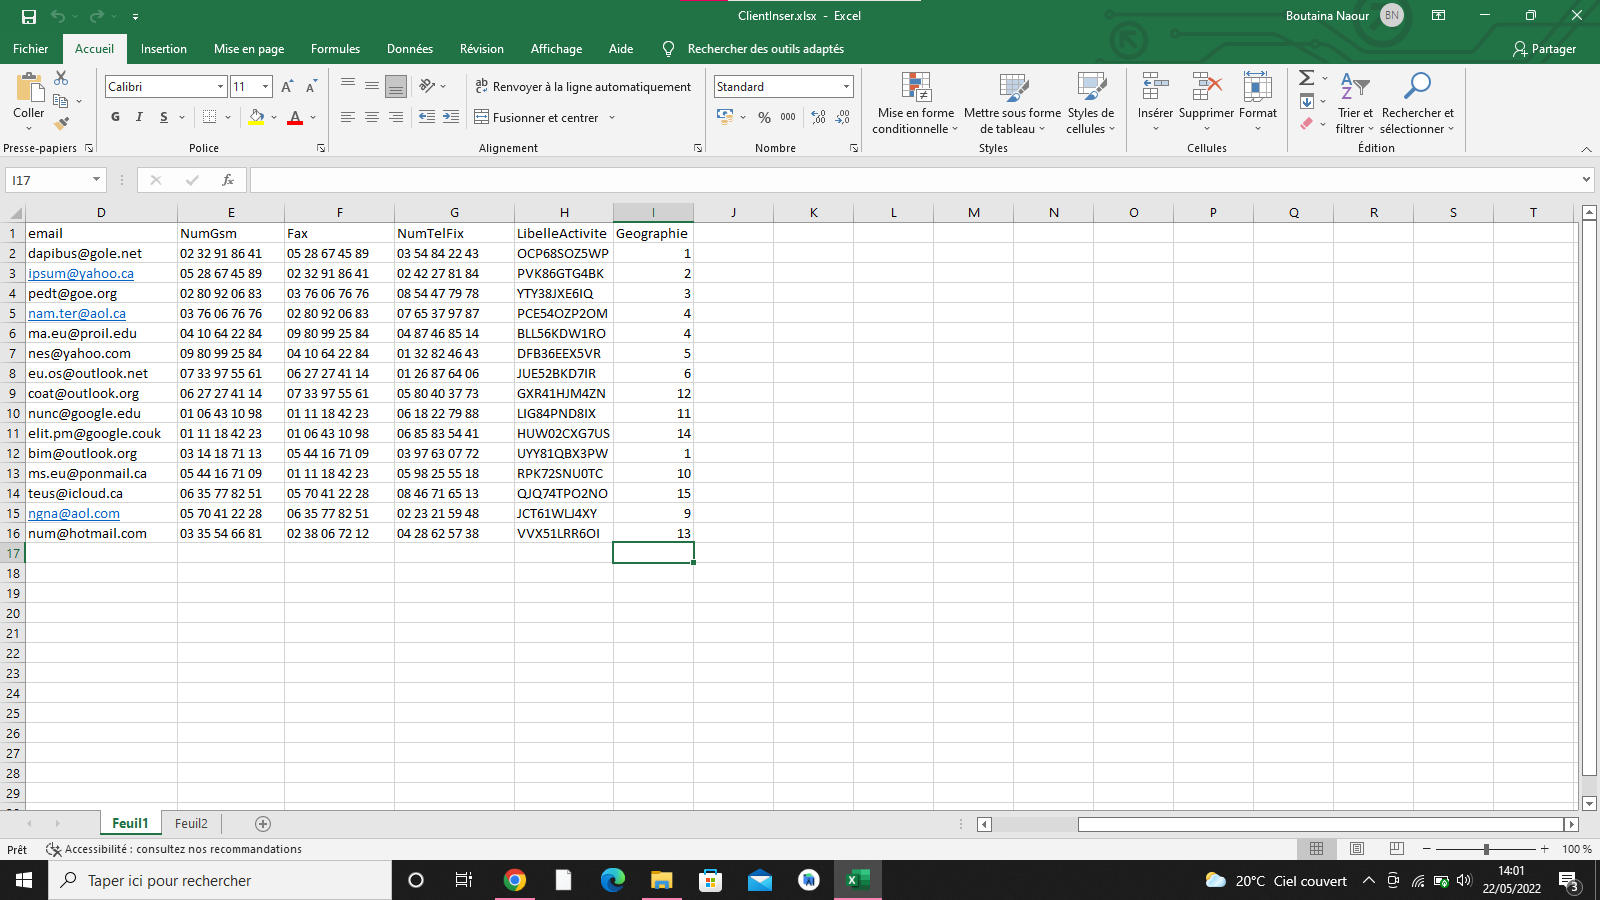 ClientInser.xlsx - Excel
Boutaina Naour BN
Fichier Accueil Insertion Mise en page Formules Données Révision Affichage Aide Rechercher des outils adaptés Partager
Coller
Calibri 11
Renvoyer à la ligne automatiquement
Standard
Mise en forme conditionnelle
Mettre sous forme de tableau
Styles de cellules
Insérer Supprimer Format
Trier et filtrer
Rechercher et sélectionner
G I S A
Fusionner et centrer
% 000
Presse-papiers Police Alignement Nombre Styles Cellules Édition
I17 fx
D E F G H I J K L M N O P Q R S T
1 email NumGsm Fax NumTelFix LibelleActivite Geographie
2 dapibus@gole.net 02 32 91 86 41 05 28 67 45 89 03 54 84 22 43 OCP68SOZ5WP 1
3 ipsum@yahoo.ca 05 28 67 45 89 02 32 91 86 41 02 42 27 81 84 PVK86GTG4BK 2
4 pedt@goe.org 02 80 92 06 83 03 76 06 76 76 08 54 47 79 78 YTY38JXE6IQ 3
5 nam.ter@aol.ca 03 76 06 76 76 02 80 92 06 83 07 65 37 97 87 PCE54OZP2OM 4
6 ma.eu@proil.edu 04 10 64 22 84 09 80 99 25 84 04 87 46 85 14 BLL56KDW1RO 4
7 nes@yahoo.com 09 80 99 25 84 04 10 64 22 84 01 32 82 46 43 DFB36EEX5VR 5
8 eu.os@outlook.net 07 33 97 55 61 06 27 27 41 14 01 26 87 64 06 JUE52BKD7IR 6
9 coat@outlook.org 06 27 27 41 14 07 33 97 55 61 05 80 40 37 73 GXR41HJM4ZN 12
10 nunc@google.edu 01 06 43 10 98 01 11 18 42 23 06 18 22 79 88 LIG84PND8IX 11
11 elit.pm@google.couk 01 11 18 42 23 01 06 43 10 98 06 85 83 54 41 HUW02CXG7US 14
12 bim@outlook.org 03 14 18 71 13 05 44 16 71 09 03 97 63 07 72 UYY81QBX3PW 1
13 ms.eu@ponmail.ca 05 44 16 71 09 01 11 18 42 23 05 98 25 55 18 RPK72SNU0TC 10
14 teus@icloud.ca 06 35 77 82 51 05 70 41 22 28 08 46 71 65 13 QJQ74TPO2NO 15
15 ngna@aol.com 05 70 41 22 28 06 35 77 82 51 02 23 21 59 48 JCT61WLJ4XY 9
16 num@hotmail.com 03 35 54 66 81 02 38 06 72 12 04 28 62 57 38 VVX51LRR6OI 13
17
18
19
20
21
22
23
24
25
26
27
28
29
Feuil1 Feuil2
Prêt Accessibilité : consultez nos recommandations 100 %
Taper ici pour rechercher
20°C Ciel couvert
14:01
22/05/2022
3